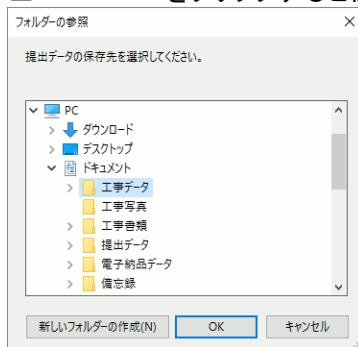 フォルダーの参照
提出データの保存先を選択してください。
PC
ダウンロード
デスクトップ
ドキュメント
工事データ
工事写真
工事書類
提出データ
電子納品データ
備忘録
新しいフォルダーの作成(N) OK キャンセル